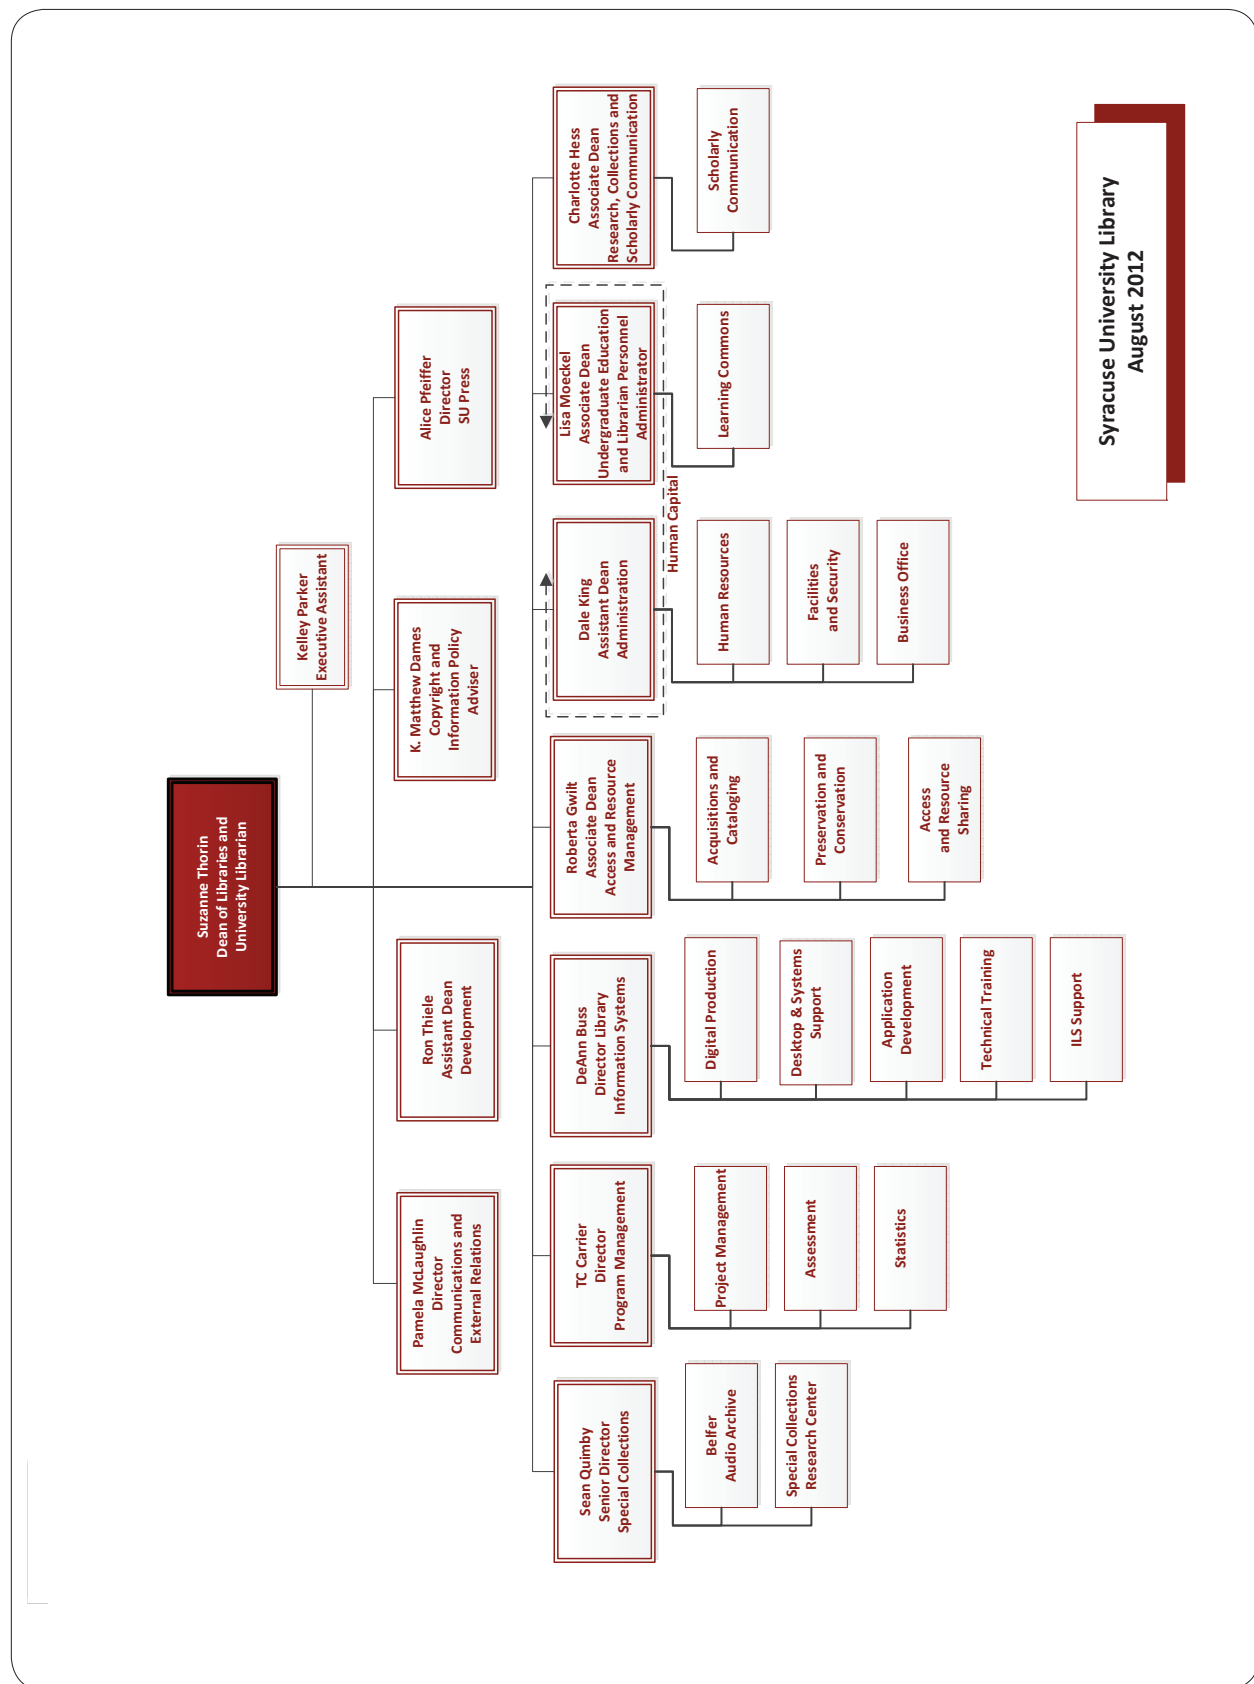 Suzanne Thorin
Dean of Libraries and
University Librarian
Kelley Parker
Executive Assistant
Pamela McLaughlin
Director
Communications and
External Relations
Ron Thiele
Assistant Dean
Development
K. Matthew Dames
Copyright and
Information Policy
Adviser
Alice Pfeiffer
Director
SU Press
Sean Quimby
Senior Director
Special Collections
Belfer
Audio Archive
Special Collections
Research Center
TC Carrier
Director
Program Management
Project Management
Assessment
Statistics
DeAnn Buss
Director Library
Information Systems
Digital Production
Desktop & Systems
Support
Application
Development
Technical Training
ILS Support
Roberta Gwilt
Associate Dean
Access and Resource
Management
Acquisitions and
Cataloging
Preservation and
Conservation
Access
and Resource
Sharing
Dale King
Assistant Dean
Administration
Human Capital
Human Resources
Facilities
and Security
Business Office
Lisa Moeckel
Associate Dean
Undergraduate Education
and Librarian Personnel
Administrator
Learning Commons
Charlotte Hess
Associate Dean
Research, Collections and
Scholarly Communication
Scholarly
Communication
Syracuse University Library
August 2012